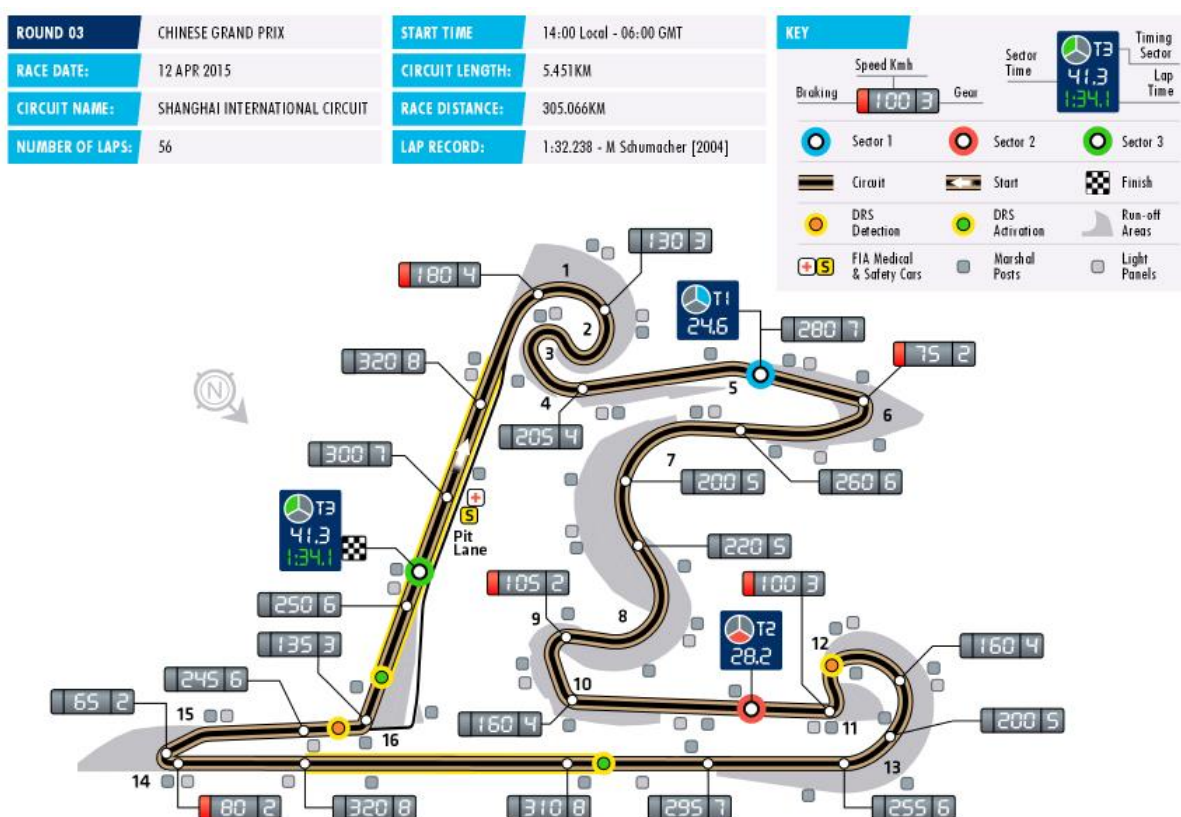 ROUND 03 CHINESE GRAND PRIX
RACE DATE: 12 APR 2015
CIRCUIT NAME: SHANGHAI INTERNATIONAL CIRCUIT
NUMBER OF LAPS: 56
START TIME 14:00 Local - 06:00 GMT
CIRCUIT LENGTH: 5.451KM
RACE DISTANCE: 305.066KM
LAP RECORD: 1:32.238 - M Schumacher [2004]
KEY
Speed Kmh
Braking 100 3 Gear
Sector Time
T3
41.3
1:34.1
Timing Sector
Lap Time
Sector 1 Sector 2 Sector 3
Circuit Start Finish
DRS Detection
DRS Activation
Run-off Areas
S
FIA Medical & Safety Cars
Marshal Posts
Light Panels
130 3
1
180 4
2
T1
24.6
280 7
3
320 8
75 2
N
4
5
6
205 4
300 7
7
200 5
260 6
T3
41.3
1:34.1
S
Pit Lane
220 5
105 2
100 3
250 6
9
8
T2
28.2
12
160 4
135 3
245 6
10
65 2
15
160 4
11
200 5
16
13
14
80 2
320 8
310 8
295 7
255 6